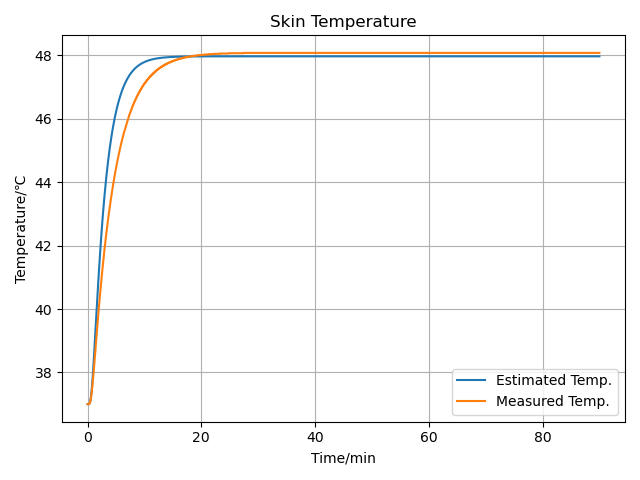 Skin Temperature
Temperature/℃
48
46
44
42
40
38
0 20 40 60 80
Time/min
Estimated Temp.
Measured Temp.